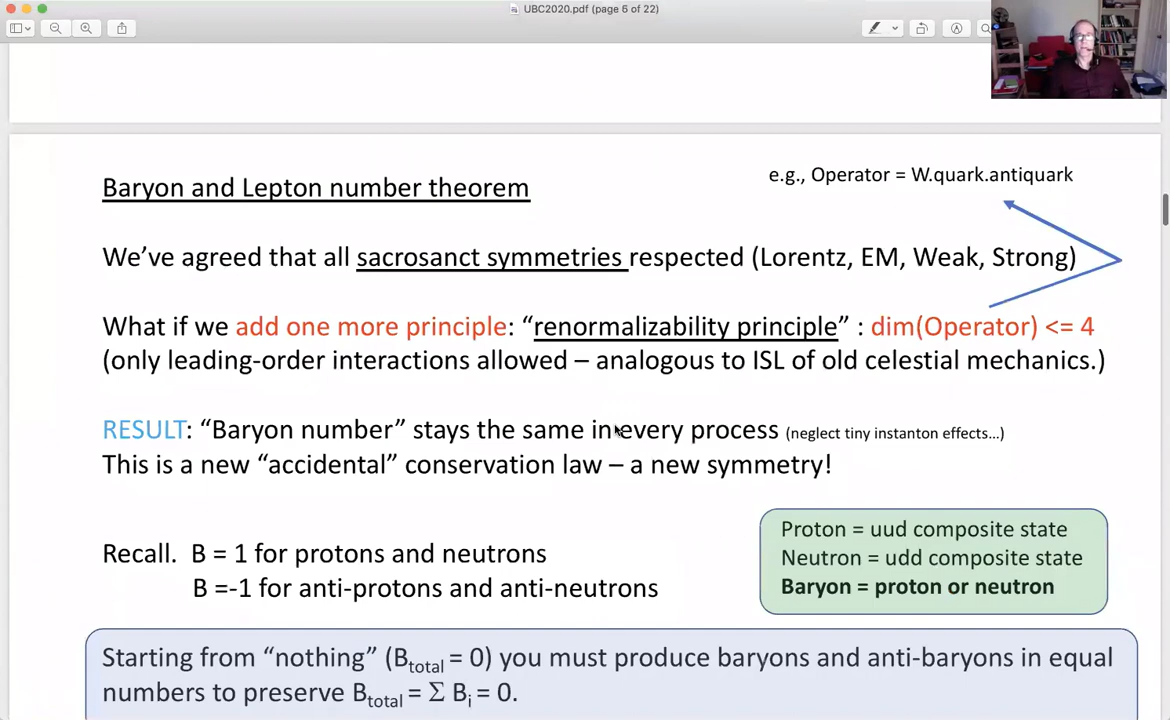 UBC2020.pdf (page 6 of 22)
e.g., Operator = W.quark.antiquark
Baryon and Lepton number theorem
We’ve agreed that all sacrosanct symmetries respected (Lorentz, EM, Weak, Strong)
What if we add one more principle: “renormalizability principle” : dim(Operator) <= 4
(only leading-order interactions allowed – analogous to ISL of old celestial mechanics.)
RESULT: “Baryon number” stays the same in every process (neglect tiny instanton effects…)
This is a new “accidental” conservation law – a new symmetry!
Recall. B = 1 for protons and neutrons
B =-1 for anti-protons and anti-neutrons
Proton = uud composite state
Neutron = udd composite state
Baryon = proton or neutron
Starting from “nothing” (Btotal = 0) you must produce baryons and anti-baryons in equal
numbers to preserve Btotal = Σ Bi = 0.